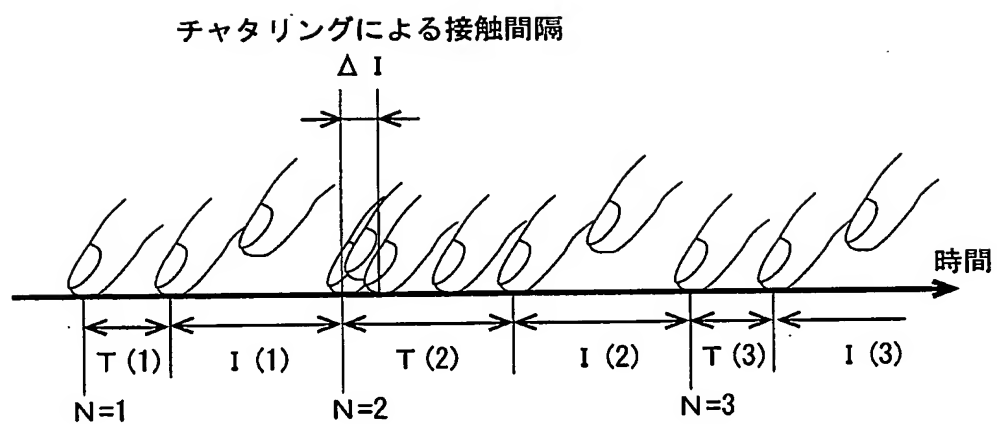 チャタリングによる接触間隔
Δ I
時間
T (1) I (1) T (2) I (2) T (3) I (3)
N=1 N=2 N=3